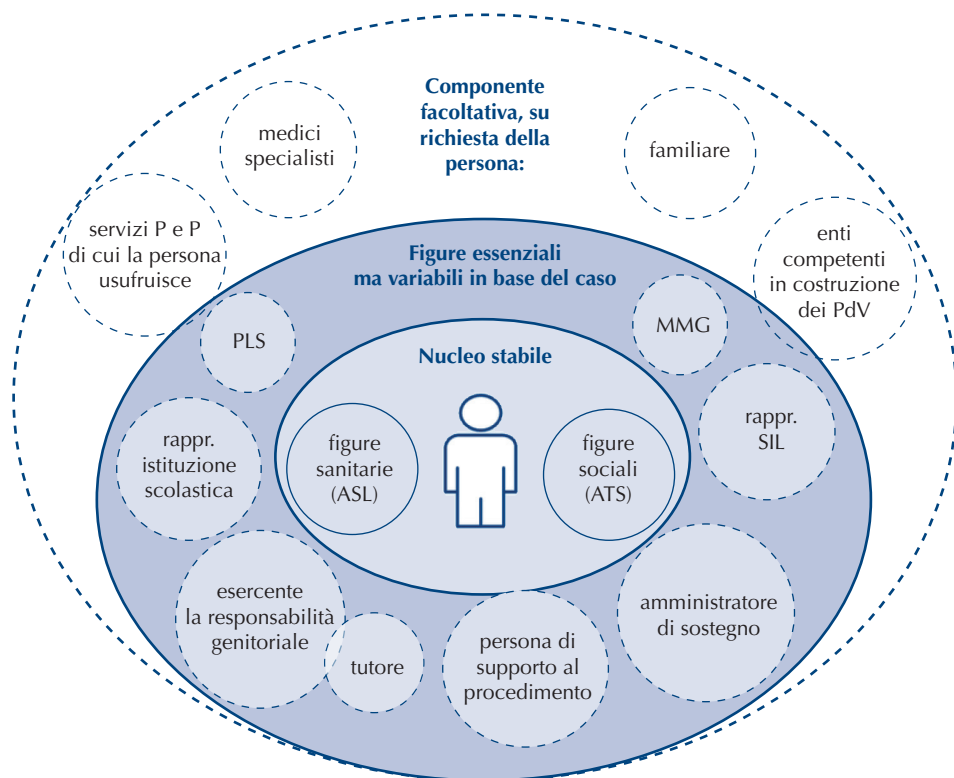 Componente
facoltativa, su
richiesta della
persona:
medici
specialisti
familiare
servizi P e P
di cui la persona
usufruisce
enti
competenti
in costruzione
dei PdV
Figure essenziali
ma variabili in base del caso
PLS
MMG
Nucleo stabile
rappr.
istituzione
scolastica
figure
sanitarie
(ASL)
figure
sociali
(ATS)
rappr.
SIL
esercente
la responsabilità
genitoriale
tutore
persona di
supporto al
procedimento
amministratore
di sostegno